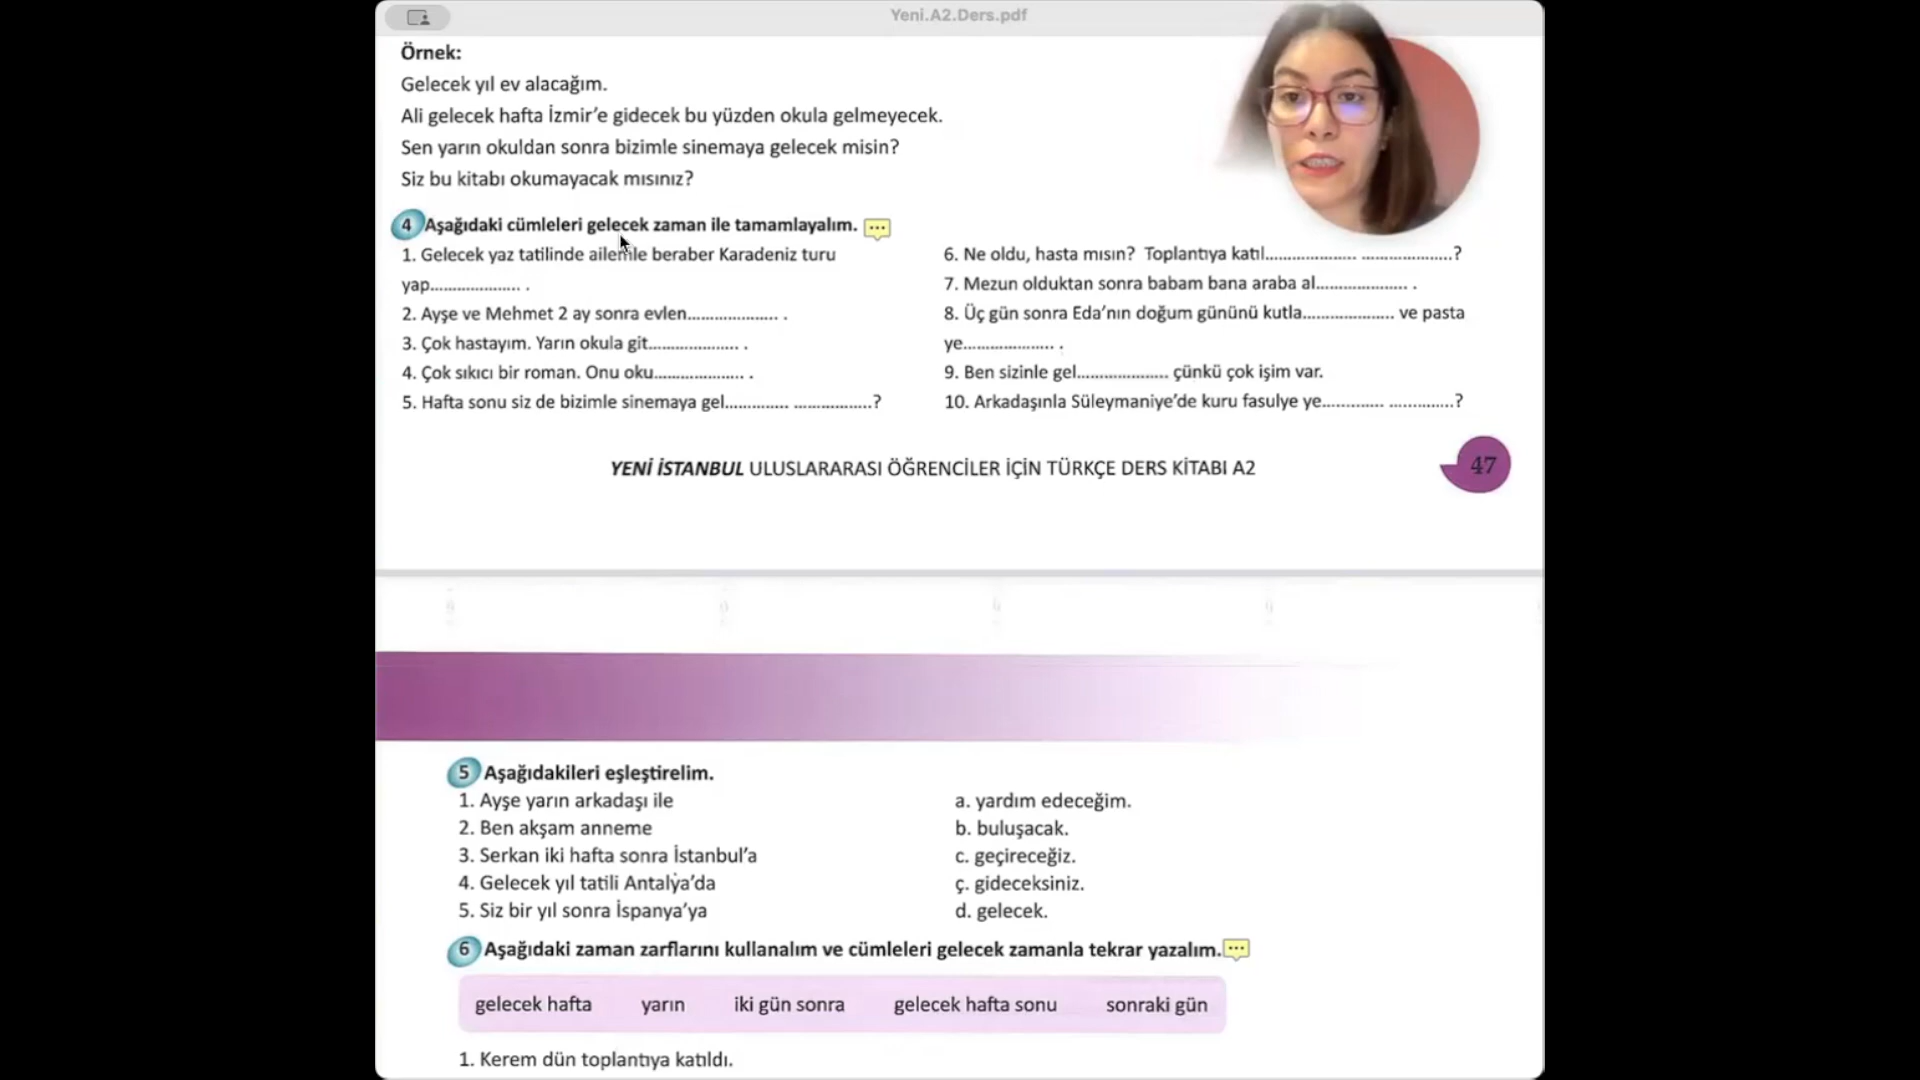 Yeni.A2.Ders.pdf
Örnek:
Gelecek yıl ev alacağım.
Ali gelecek hafta İzmir'e gidecek bu yüzden okula gelmeyecek.
Sen yarın okuldan sonra bizimle sinemaya gelecek misin?
Siz bu kitabı okumayacak mısınız?
4 Aşağıdaki cümleleri gelecek zaman ile tamamlayalım.
1. Gelecek yaz tatilinde ailemle beraber Karadeniz turu
yap.................... .
2. Ayşe ve Mehmet 2 ay sonra evlen.................... .
3. Çok hastayım. Yarın okula git.................... .
4. Çok sıkıcı bir roman. Onu oku.................... .
5. Hafta sonu siz de bizimle sinemaya gel.............. .................?
6. Ne oldu, hasta mısın? Toplantıya katıl.................... ....................?
7. Mezun olduktan sonra babam bana araba al.................... .
8. Üç gün sonra Eda'nın doğum gününü kutla.................... ve pasta
ye.................... .
9. Ben sizinle gel.................... çünkü çok işim var.
10. Arkadaşınla Süleymaniye'de kuru fasulye ye.............. ..............?
YENİ İSTANBUL ULUSLARARASI ÖĞRENCİLER İÇİN TÜRKÇE DERS KİTABI A2
47
5 Aşağıdakileri eşleştirelim.
1. Ayşe yarın arkadaşı ile
2. Ben akşam anneme
3. Serkan iki hafta sonra İstanbul'a
4. Gelecek yıl tatili Antalya'da
5. Siz bir yıl sonra İspanya'ya
a. yardım edeceğim.
b. buluşacak.
c. geçireceğiz.
ç. gideceksiniz.
d. gelecek.
6 Aşağıdaki zaman zarflarını kullanalım ve cümleleri gelecek zamanla tekrar yazalım.
gelecek hafta yarın iki gün sonra gelecek hafta sonu sonraki gün
1. Kerem dün toplantıya katıldı.